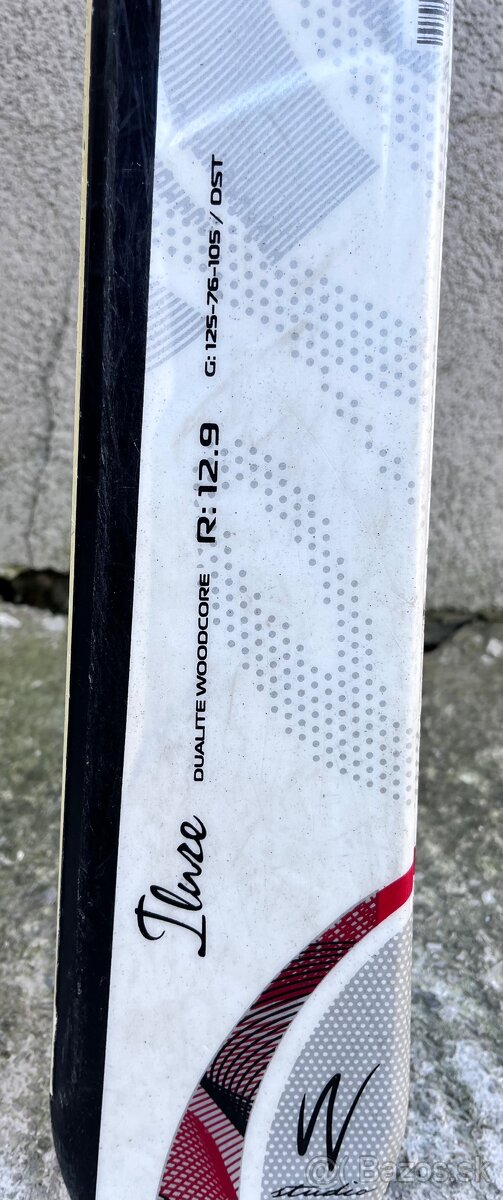 G: 125-76-105 / DST
R: 12.9
DUALITE WOODCORE
Iluze
studio
Bazos.sk